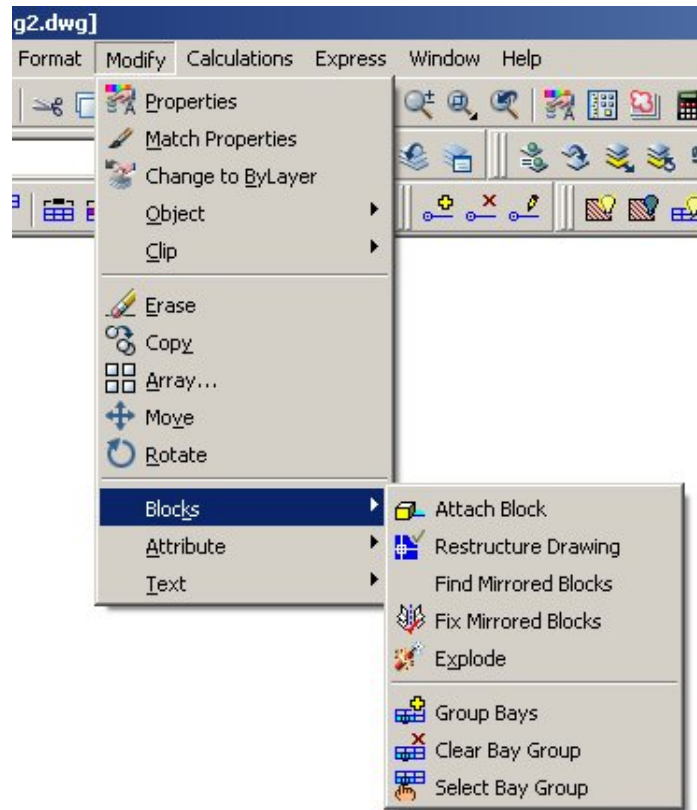 g2.dwg]
Format Modify Calculations Express Window Help
Properties
Match Properties
Change to ByLayer
Object
Clip
Erase
Copy
Array...
Move
Rotate
Blocks
Attribute
Text
Attach Block
Restructure Drawing
Find Mirrored Blocks
Fix Mirrored Blocks
Explode
Group Bays
Clear Bay Group
Select Bay Group